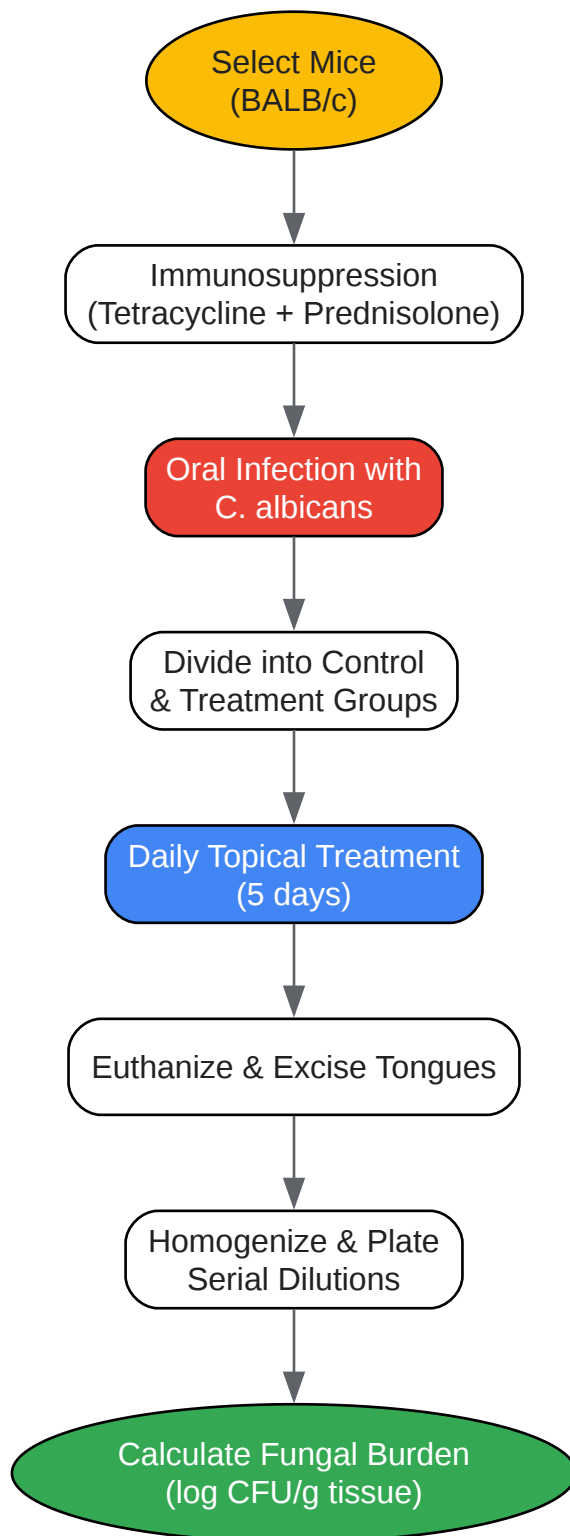 Select Mice
(BALB/c)
Immunosuppression
(Tetracycline + Prednisolone)
Oral Infection with
C. albicans
Divide into Control
& Treatment Groups
Daily Topical Treatment
(5 days)
Euthanize & Excise Tongues
Homogenize & Plate
Serial Dilutions
Calculate Fungal Burden
(log CFU/g tissue)